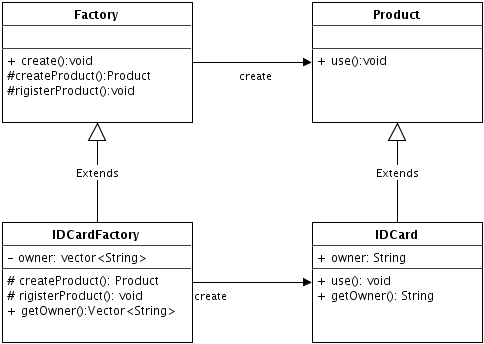 Factory
+ create():void
#createProduct():Product
#rigisterProduct():void
Product
+ use():void
create
Extends
Extends
IDCardFactory
- owner: vector<String>
# createProduct(): Product
# rigisterProduct(): void
+ getOwner():Vector<String>
IDCard
+ owner: String
+ use(): void
+ getOwner(): String
create